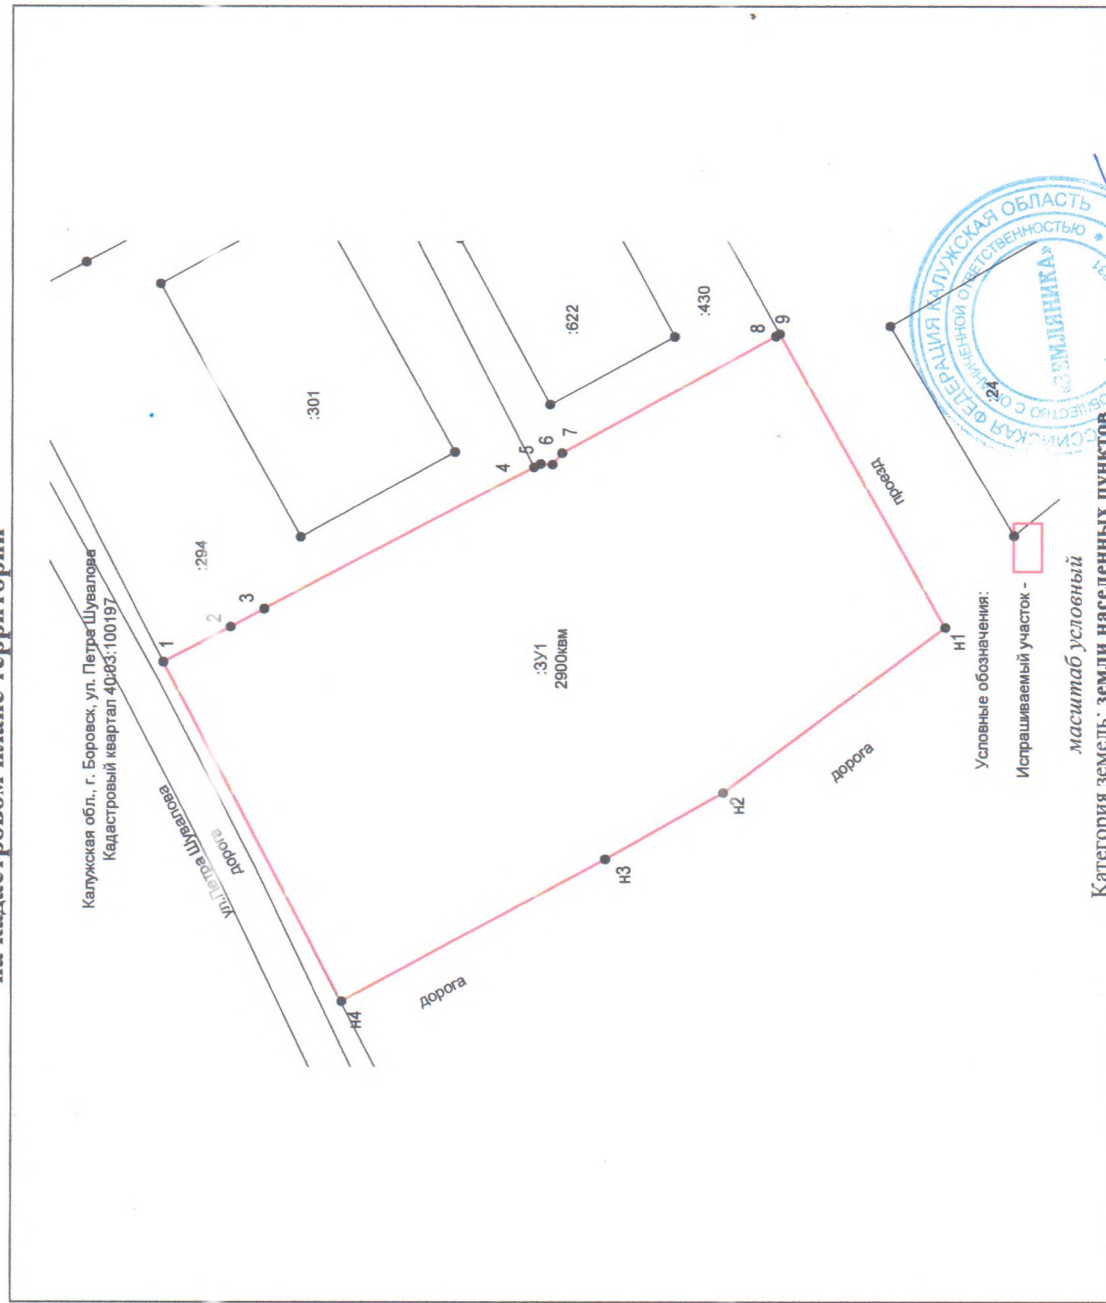 на кадастровом плане территории
Калужская обл., г. Боровск, ул. Петра Шувалова
Кадастровый квартал 40:03:100197
ул.Петра Шувалова
дорога
:294
:301
:622
:430
:24
1
2
3
4
5
6
7
8
9
:ЗУ1
2900квм
н4
н3
н2
н1
дорога
дорога
проезд
Условные обозначения:
Испрашиваемый участок -
масштаб условный
Категория земель: земли населенных пунктов
РОССИЙСКАЯ ФЕДЕРАЦИЯ КАЛУЖСКАЯ ОБЛАСТЬ
ОБЩЕСТВО С ОГРАНИЧЕННОЙ ОТВЕТСТВЕННОСТЬЮ *
«ЗЕМЛЯНИКА»